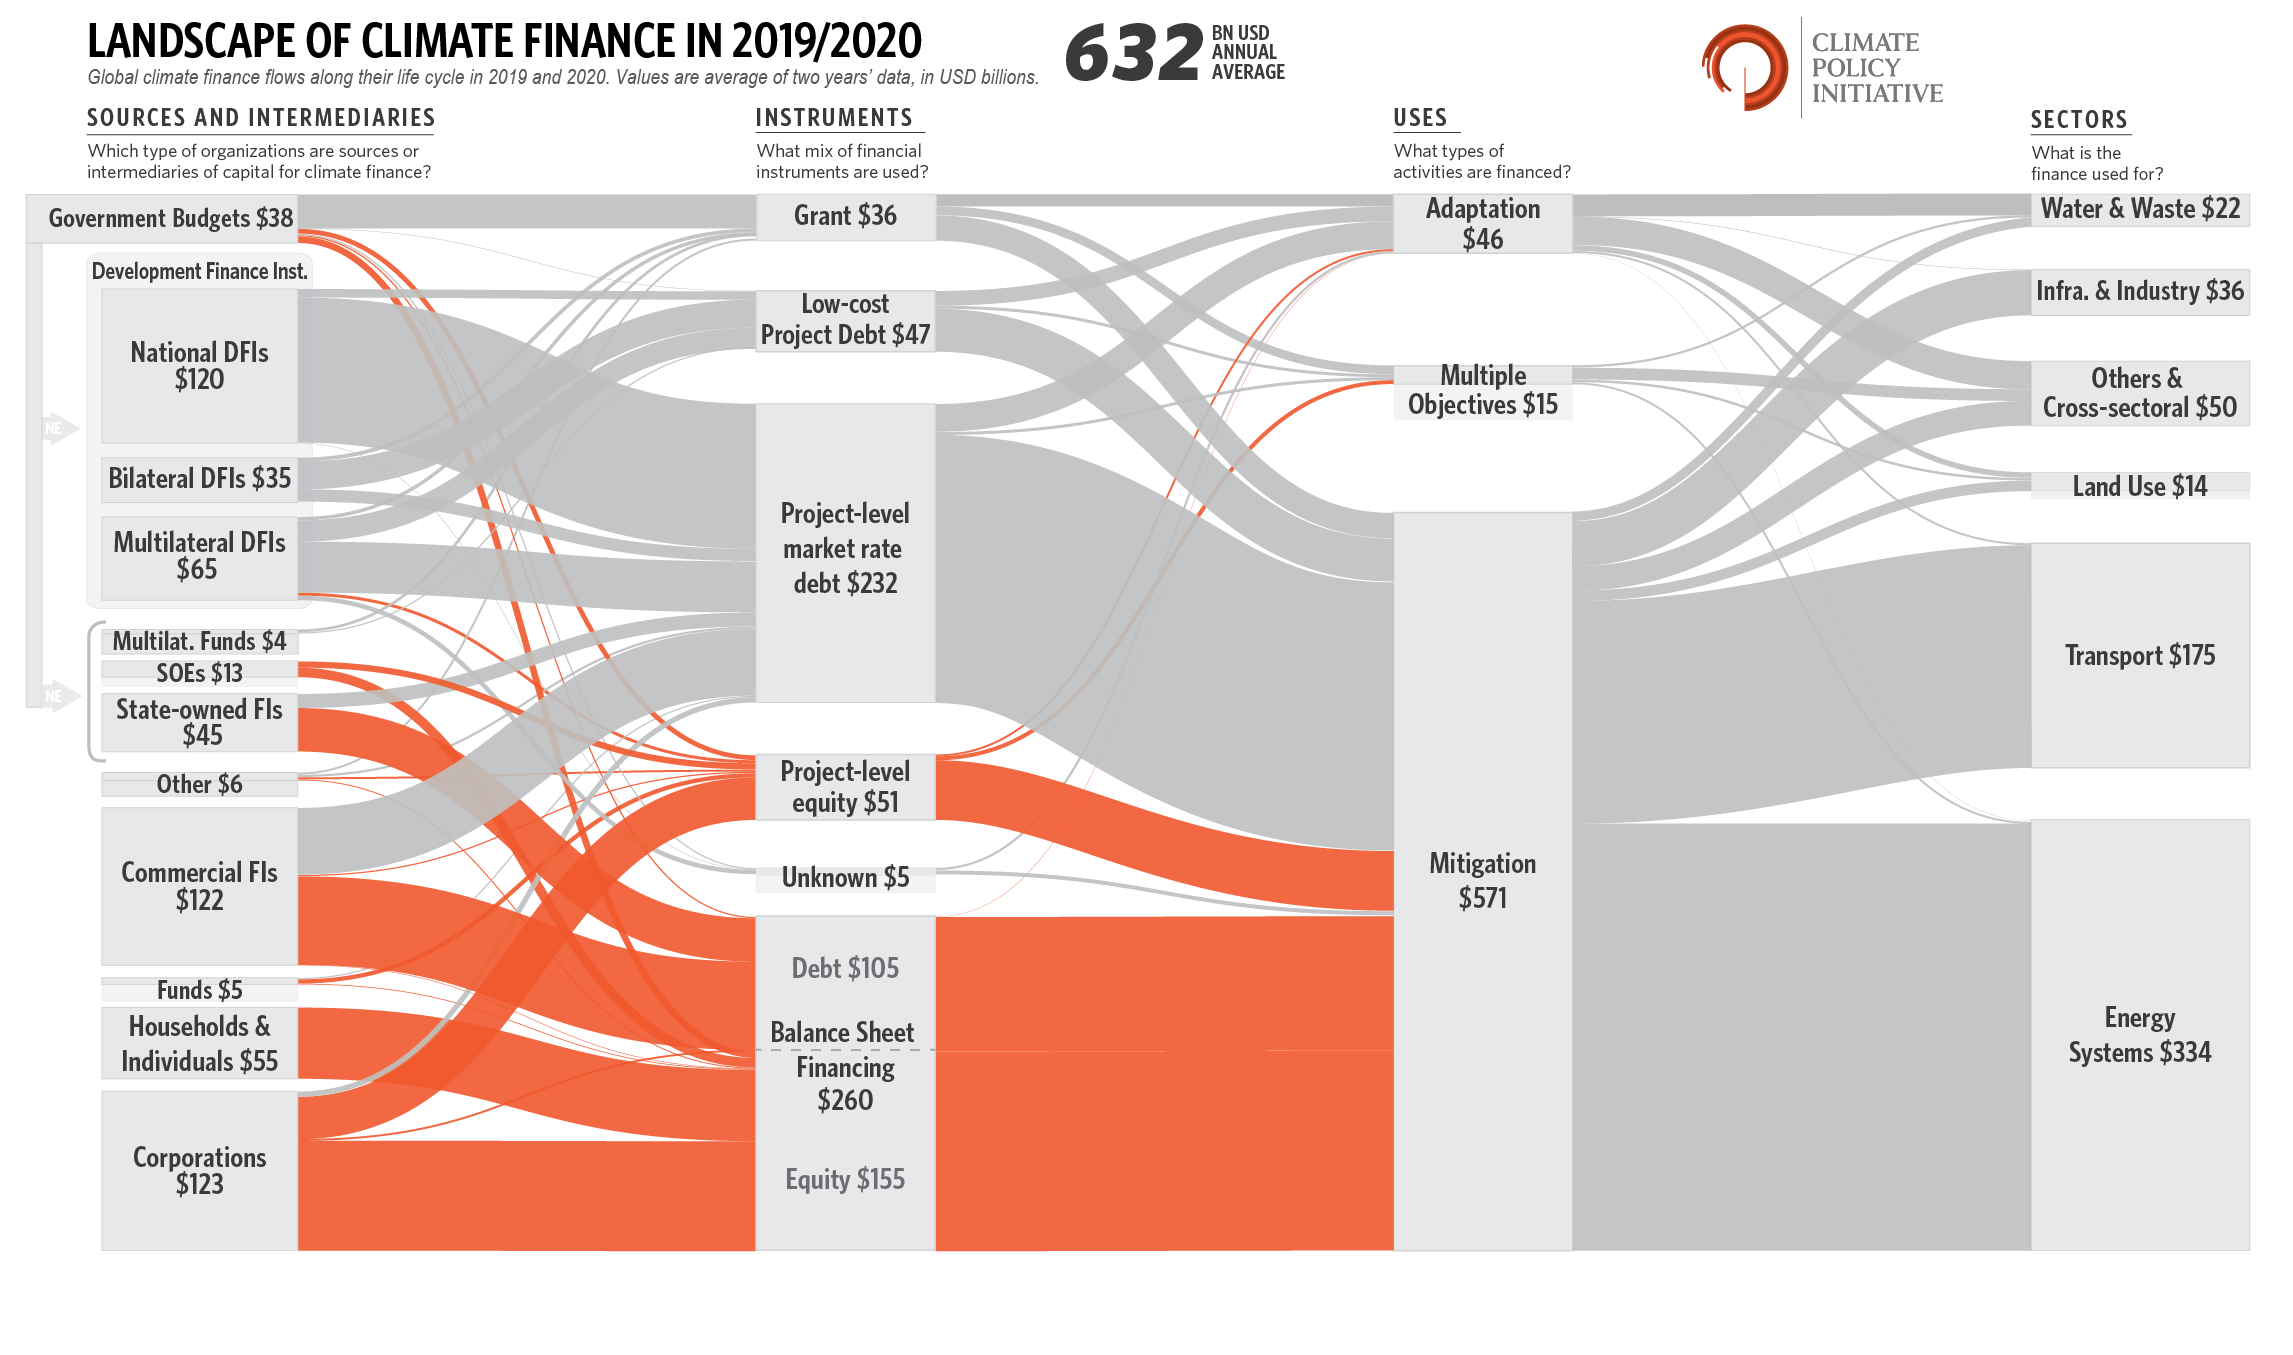 LANDSCAPE OF CLIMATE FINANCE IN 2019/2020
Global climate finance flows along their life cycle in 2019 and 2020. Values are average of two years’ data, in USD billions.
632
BN USD
ANNUAL
AVERAGE
CLIMATE
POLICY
INITIATIVE
SOURCES AND INTERMEDIARIES
Which type of organizations are sources or
intermediaries of capital for climate finance?
Government Budgets $38
Development Finance Inst.
National DFIs
$120
NE
Bilateral DFIs $35
Multilateral DFIs
$65
Multilat. Funds $4
SOEs $13
NE
State-owned FIs
$45
Other $6
Commercial FIs
$122
Funds $5
Households &
Individuals $55
Corporations
$123
INSTRUMENTS
What mix of financial
instruments are used?
Grant $36
Low-cost
Project Debt $47
Project-level
market rate
debt $232
Project-level
equity $51
Unknown $5
Debt $105
Balance Sheet
Financing
$260
Equity $155
USES
What types of
activities are financed?
Adaptation
$46
Multiple
Objectives $15
Mitigation
$571
SECTORS
What is the
finance used for?
Water & Waste $22
Infra. & Industry $36
Others &
Cross-sectoral $50
Land Use $14
Transport $175
Energy
Systems $334